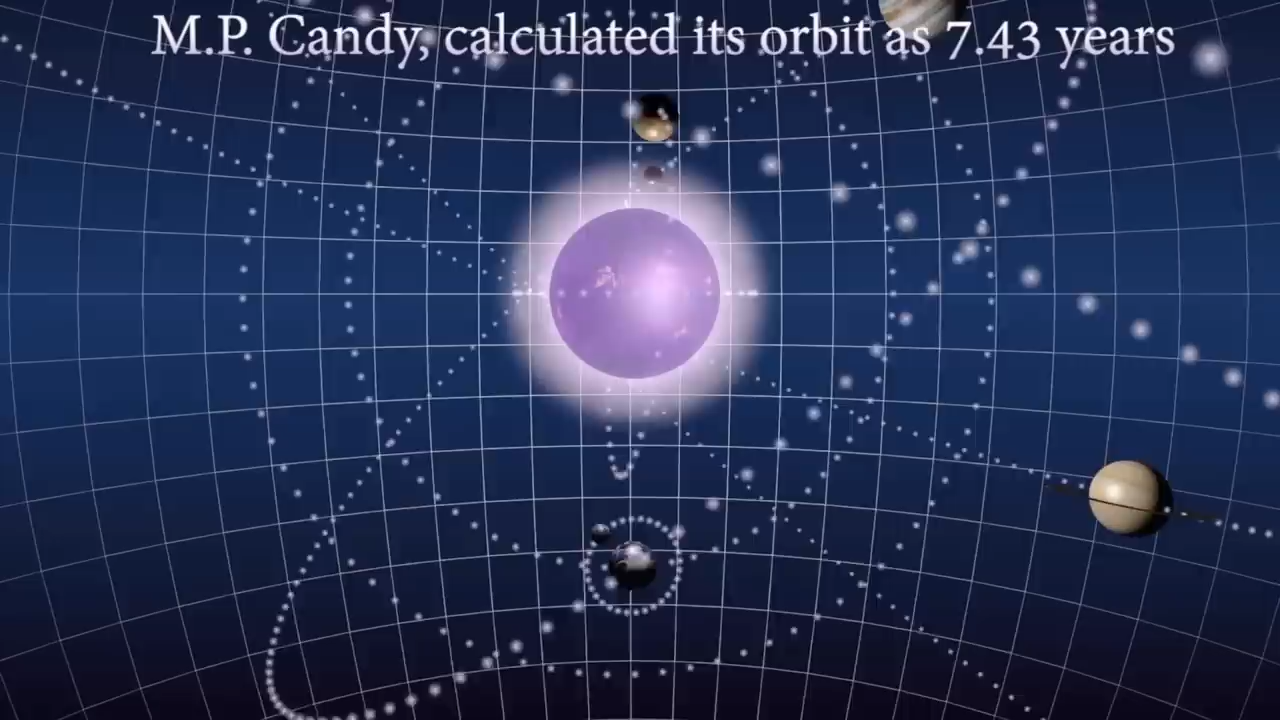 M.P. Candy, calculated its orbit as 7.43 years